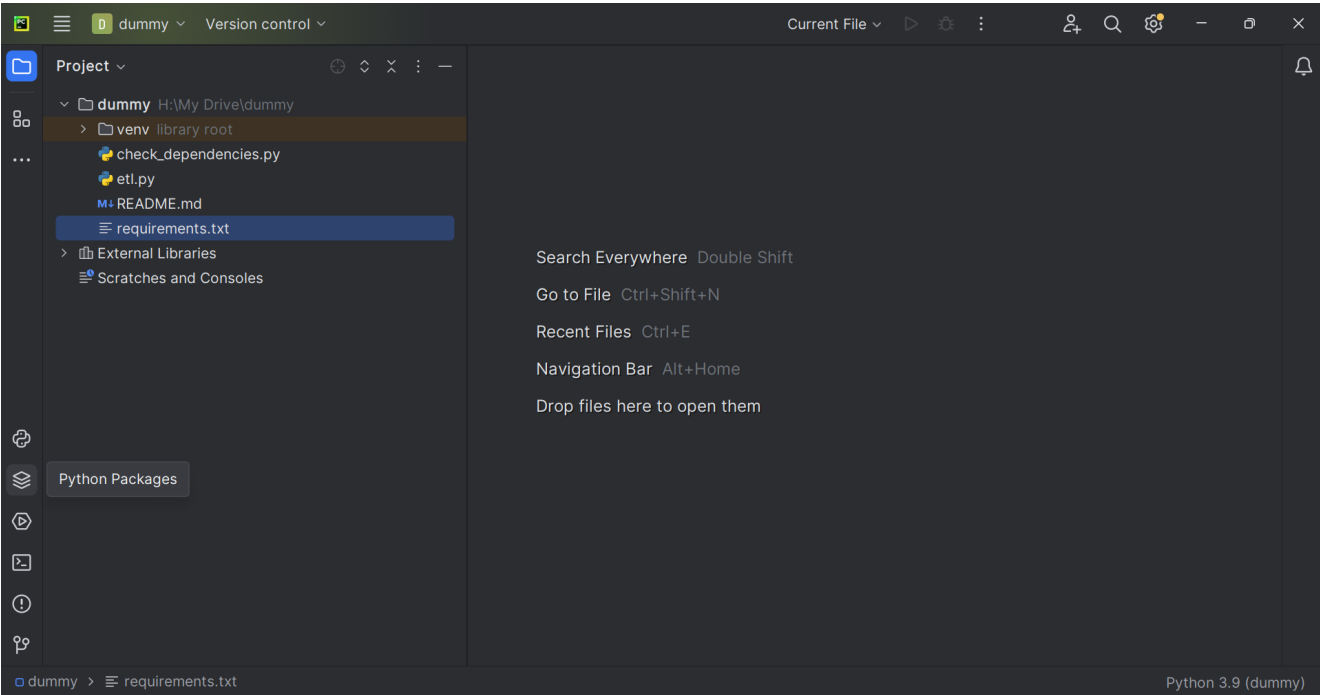 PC D dummy Version control Current File
Project
dummy H:\My Drive\dummy
venv library root
check_dependencies.py
etl.py
M↓ README.md
requirements.txt
External Libraries
Scratches and Consoles
Search Everywhere Double Shift
Go to File Ctrl+Shift+N
Recent Files Ctrl+E
Navigation Bar Alt+Home
Drop files here to open them
Python Packages
dummy > requirements.txt Python 3.9 (dummy)